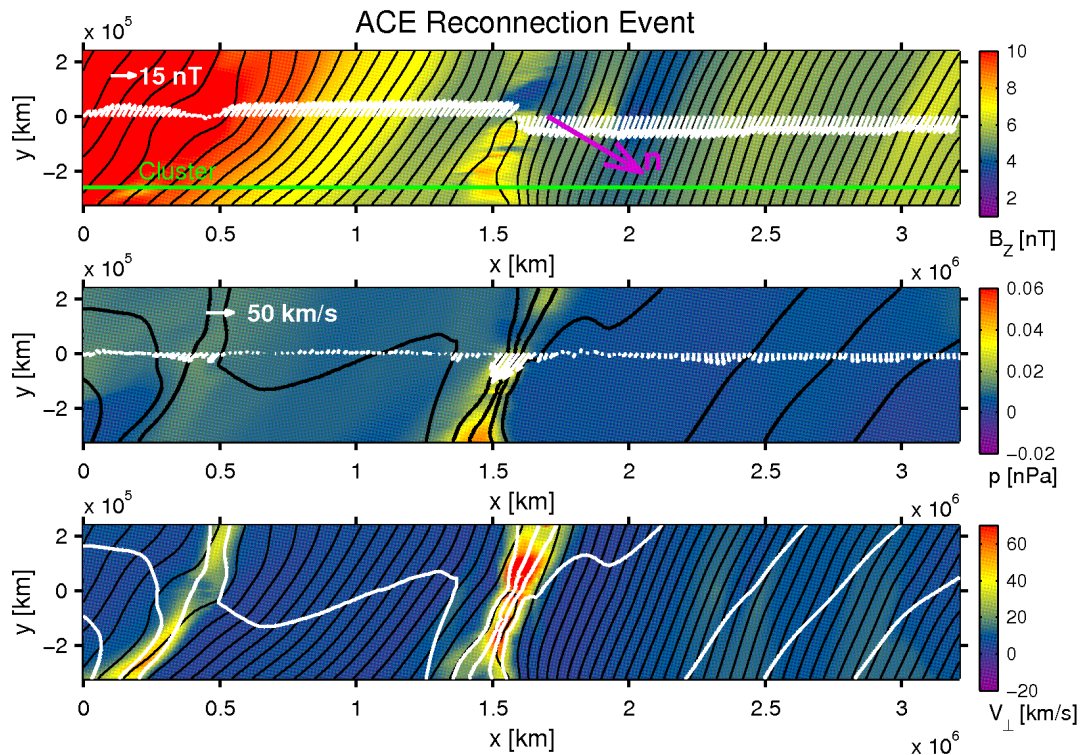 ACE Reconnection Event
x 10^5
15 nT
y [km]
2
0
−2
Cluster
n
0
0.5
1
1.5
2
2.5
3
x [km]
x 10^6
10
8
6
4
2
B_Z [nT]
x 10^5
50 km/s
y [km]
2
0
−2
0
0.5
1
1.5
2
2.5
3
x [km]
x 10^6
0.06
0.04
0.02
0
−0.02
p [nPa]
x 10^5
y [km]
2
0
−2
0
0.5
1
1.5
2
2.5
3
x [km]
x 10^6
60
40
20
0
−20
V_⊥ [km/s]